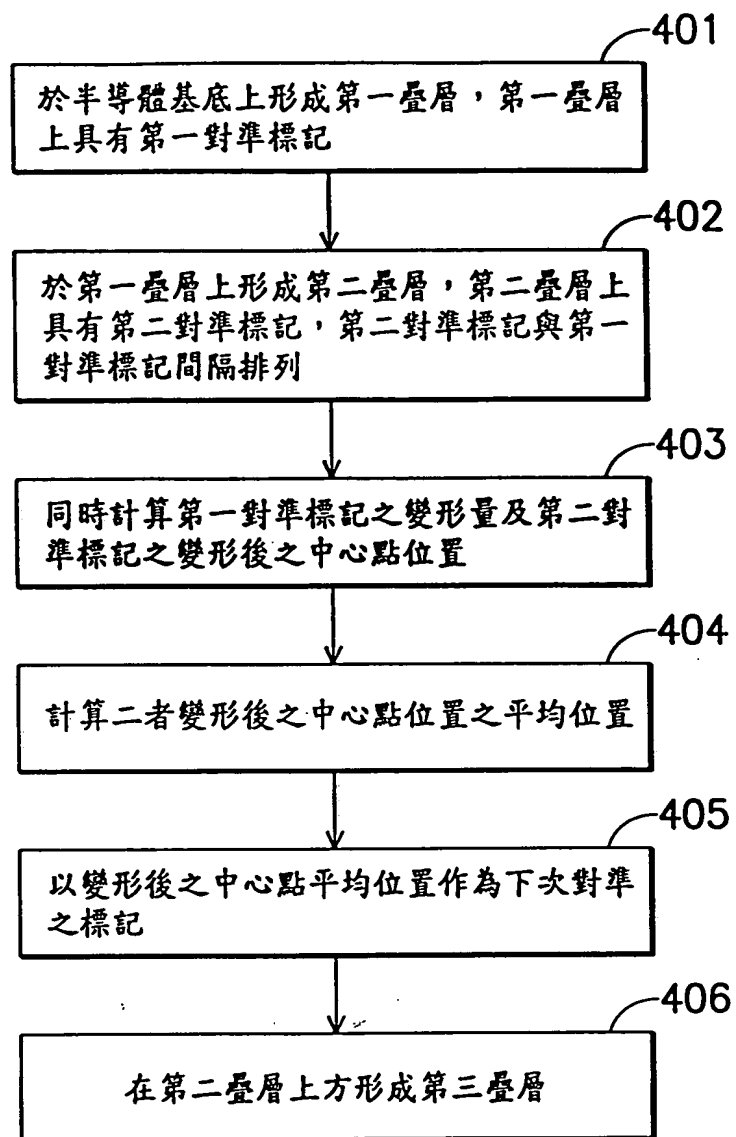 401
於半導體基底上形成第一疊層，第一疊層
上具有第一對準標記
402
於第一疊層上形成第二疊層，第二疊層上
具有第二對準標記，第二對準標記與第一
對準標記間隔排列
403
同時計算第一對準標記之變形量及第二對
準標記之變形後之中心點位置
404
計算二者變形後之中心點位置之平均位置
405
以變形後之中心點平均位置作為下次對準
之標記
406
在第二疊層上方形成第三疊層